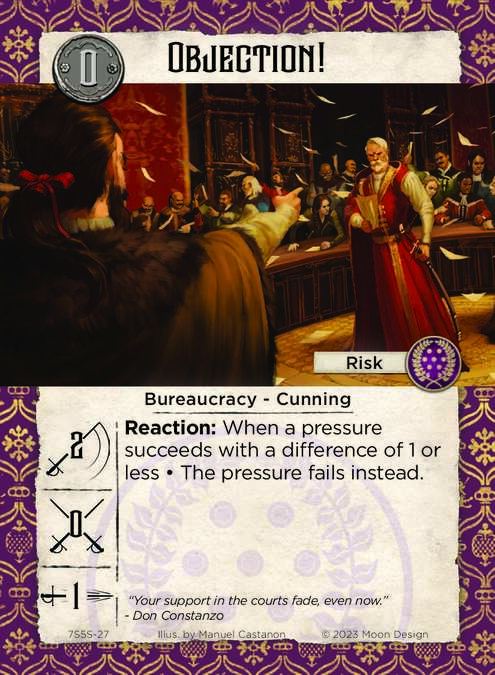 0
Objection!
Risk
Bureaucracy - Cunning
Reaction: When a pressure
succeeds with a difference of 1 or
less • The pressure fails instead.
2
0
1
“Your support in the courts fade, even now.”
- Don Constanzo
7S5S-27 Illus. by Manuel Castanon © 2023 Moon Design